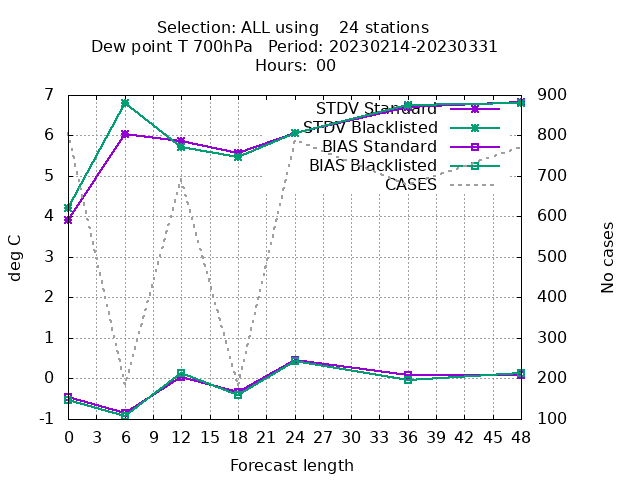 Selection: ALL using    24 stations
Dew point T 700hPa   Period: 20230214-20230331
Hours:  00
STDV Standard
STDV Blacklisted
BIAS Standard
BIAS Blacklisted
CASES
7
6
5
4
3
2
1
0
-1
900
800
700
600
500
400
300
200
100
deg C
No cases
0 3 6 9 12 15 18 21 24 27 30 33 36 39 42 45 48
Forecast length